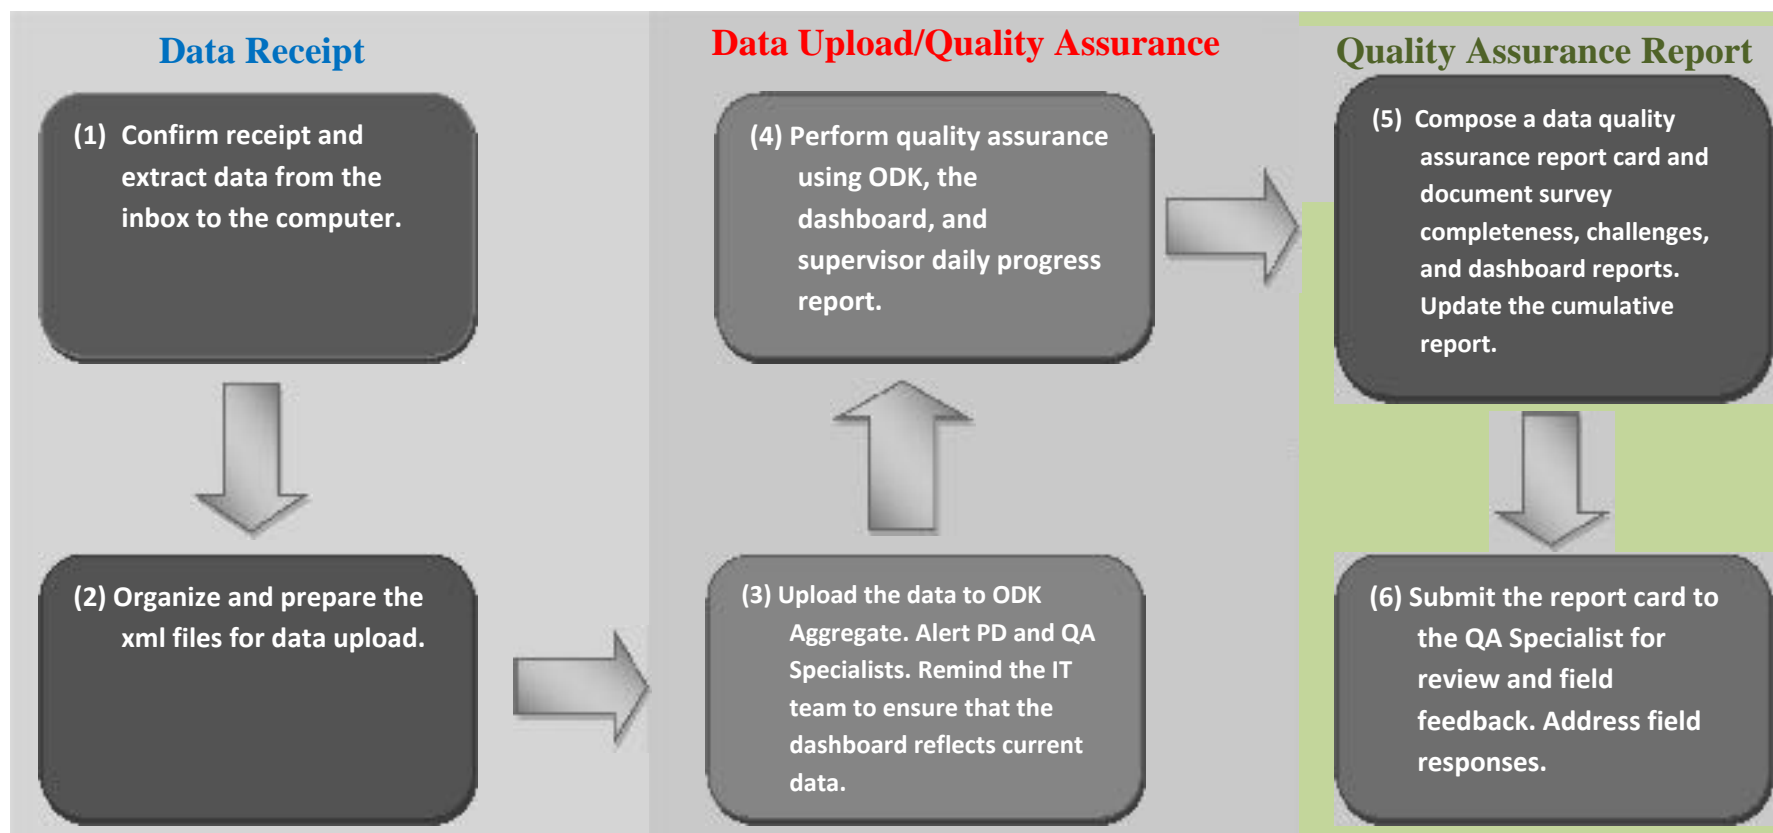 Data Receipt
(1) Confirm receipt and
extract data from the
inbox to the computer.
(2) Organize and prepare the
xml files for data upload.
Data Upload/Quality Assurance
(3) Upload the data to ODK
Aggregate. Alert PD and QA
Specialists. Remind the IT
team to ensure that the
dashboard reflects current
data.
(4) Perform quality assurance
using ODK, the
dashboard, and
supervisor daily progress
report.
Quality Assurance Report
(5) Compose a data quality
assurance report card and
document survey
completeness, challenges,
and dashboard reports.
Update the cumulative
report.
(6) Submit the report card to
the QA Specialist for
review and field
feedback. Address field
responses.